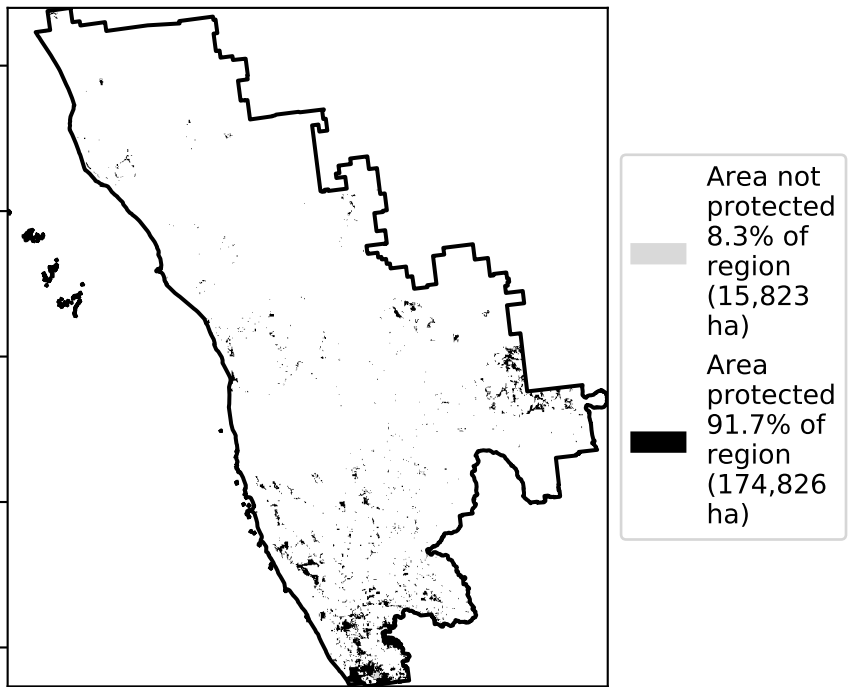 Area not
protected
8.3% of
region
(15,823
ha)
Area
protected
91.7% of
region
(174,826
ha)